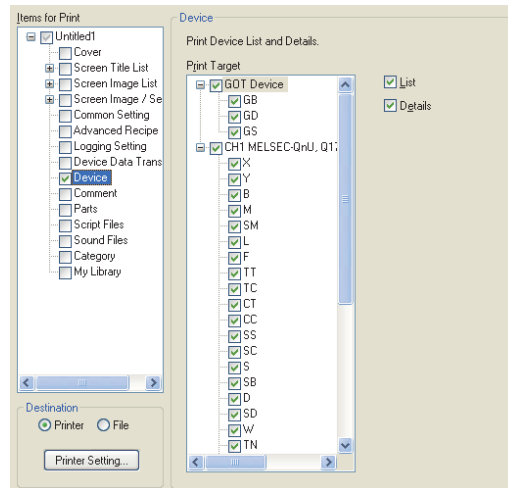 Items for Print
Untitled1
Cover
Screen Title List
Screen Image List
Screen Image / Se
Common Setting
Advanced Recipe
Logging Setting
Device Data Trans
Device
Comment
Parts
Script Files
Sound Files
Category
My Library
Destination
Printer
File
Printer Setting...
Device
Print Device List and Details.
Print Target
GOT Device
GB
GD
GS
CH1 MELSEC-QnU, Q17
X
Y
B
M
SM
L
F
TT
TC
CT
CC
SS
SC
S
SB
D
SD
W
TN
List
Details